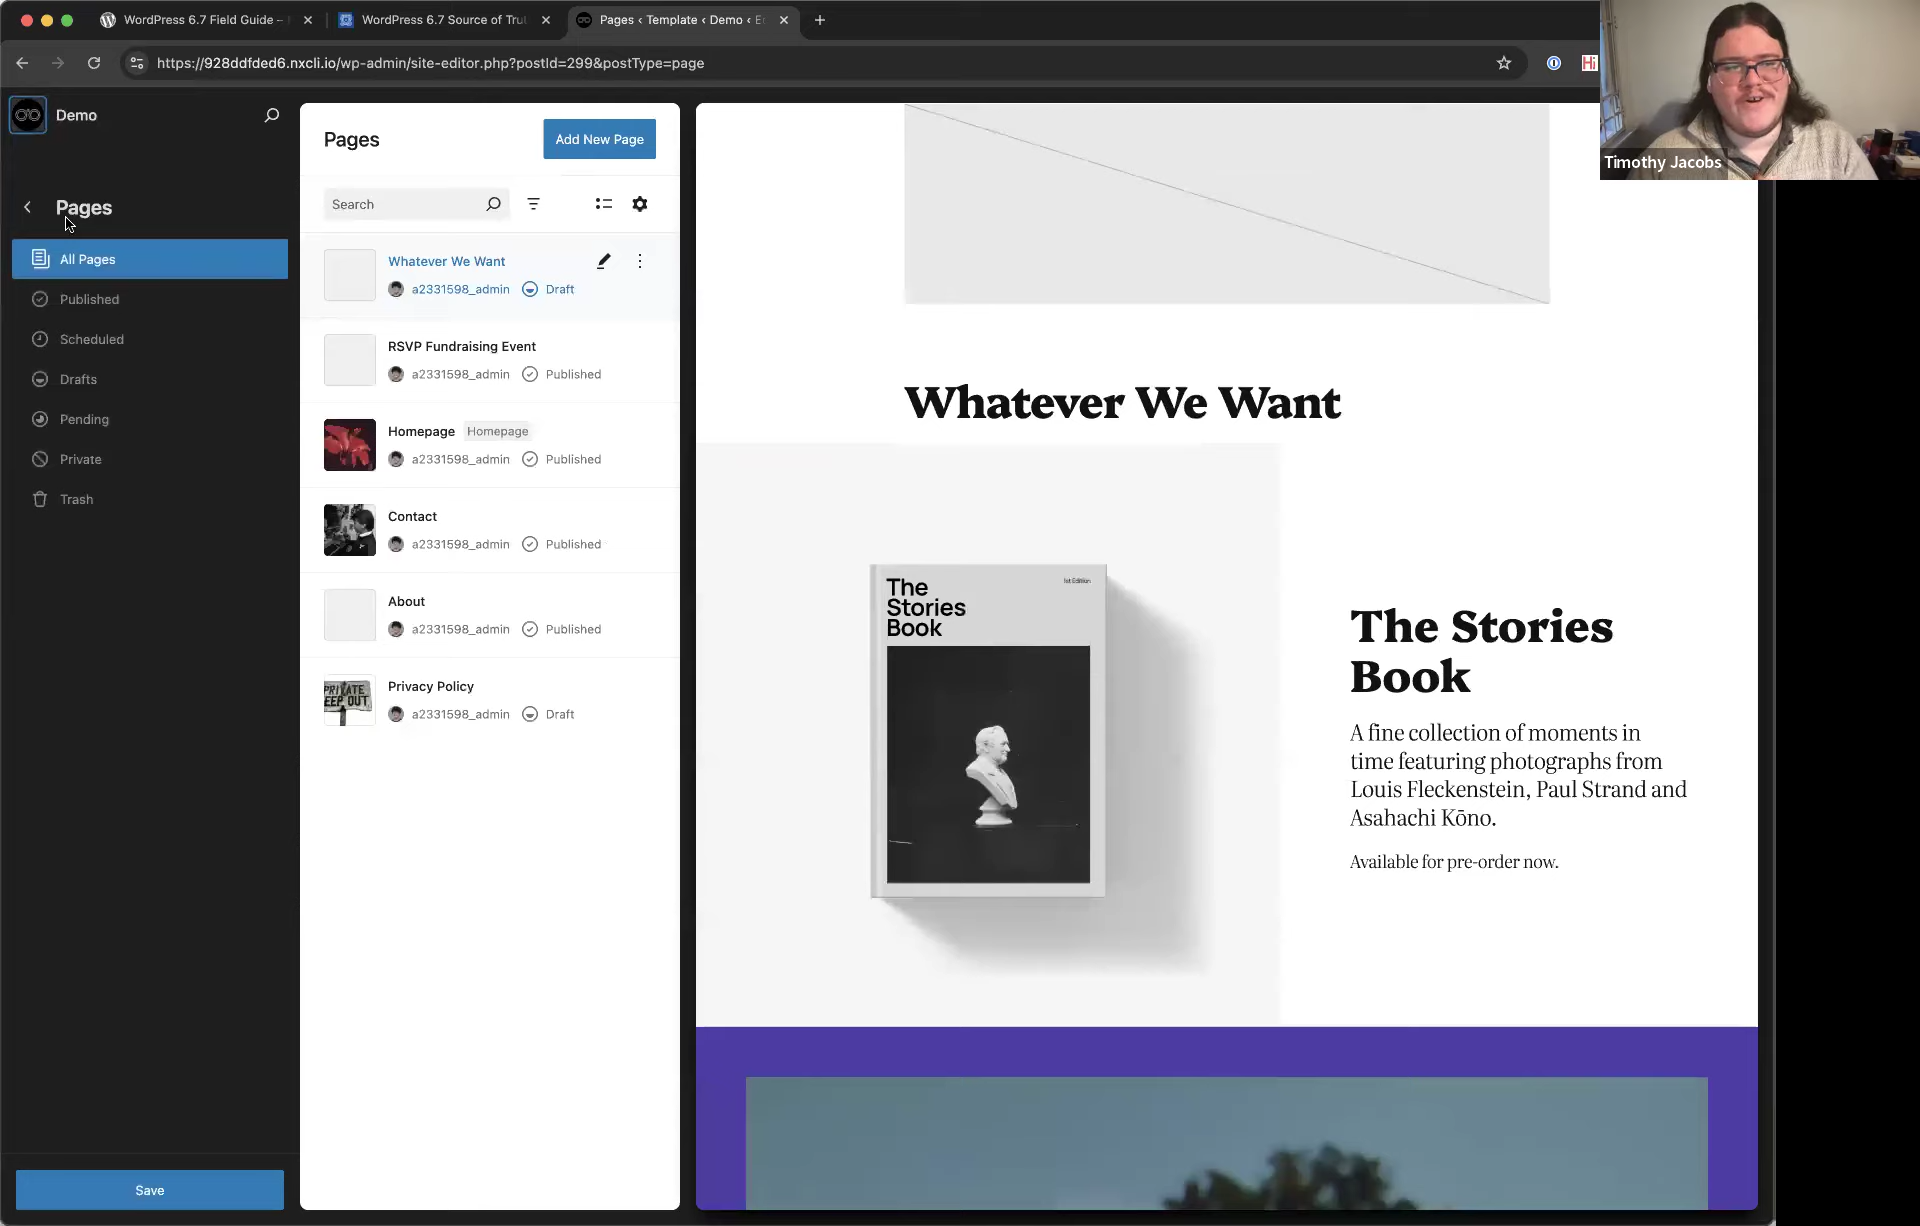 WordPress 6.7 Field Guide –
WordPress 6.7 Source of Tru
Pages ‹ Template ‹ Demo ‹ E
https://928ddfded6.nxcli.io/wp-admin/site-editor.php?postId=299&postType=page
Hi
Timothy Jacobs
Demo
Pages
All Pages
Published
Scheduled
Drafts
Pending
Private
Trash
Save
Pages
Add New Page
Search
Whatever We Want
a2331598_admin Draft
RSVP Fundraising Event
a2331598_admin Published
Homepage Homepage
a2331598_admin Published
Contact
a2331598_admin Published
About
a2331598_admin Published
PRIVATE
EEP OUT
Privacy Policy
a2331598_admin Draft
Whatever We Want
The
Stories
Book
1st Edition
The Stories
Book
A fine collection of moments in
time featuring photographs from
Louis Fleckenstein, Paul Strand and
Asahachi Kōno.
Available for pre-order now.